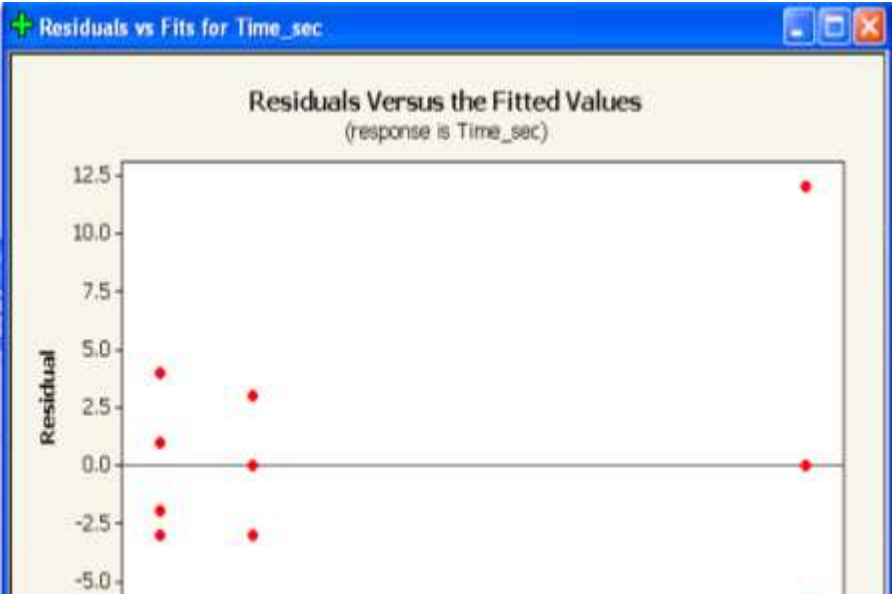 Residuals vs Fits for Time_sec
Residuals Versus the Fitted Values
(response is Time_sec)
12.5
10.0
7.5
5.0
2.5
0.0
-2.5
-5.0
Residual